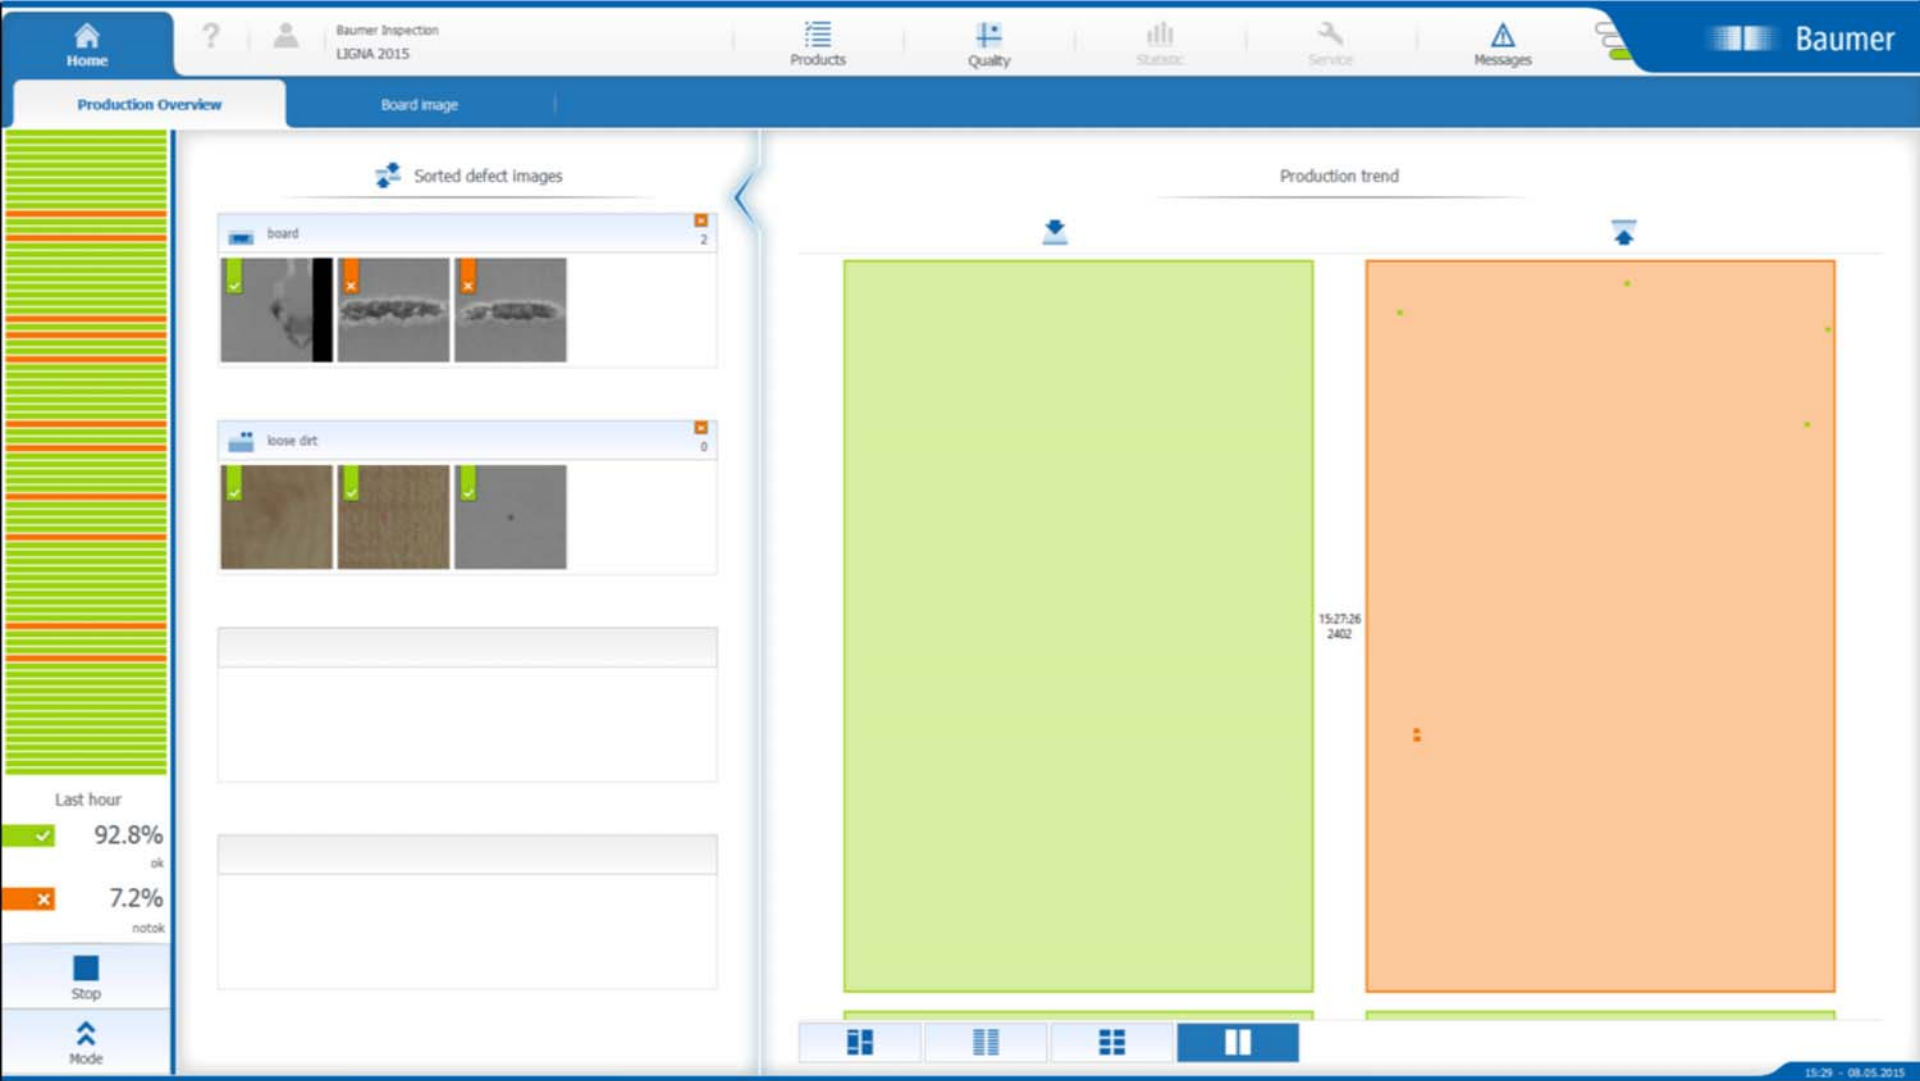 Home
?
Baumer Inspection
LIGNA 2015
Products
Quality
Statistic
Service
Messages
Baumer
Production Overview
Board image
Sorted defect images
Production trend
board
2
loose dirt
0
15:27:26
2402
Last hour
92.8%
ok
7.2%
notok
Stop
Mode
15:29 - 08.05.2015